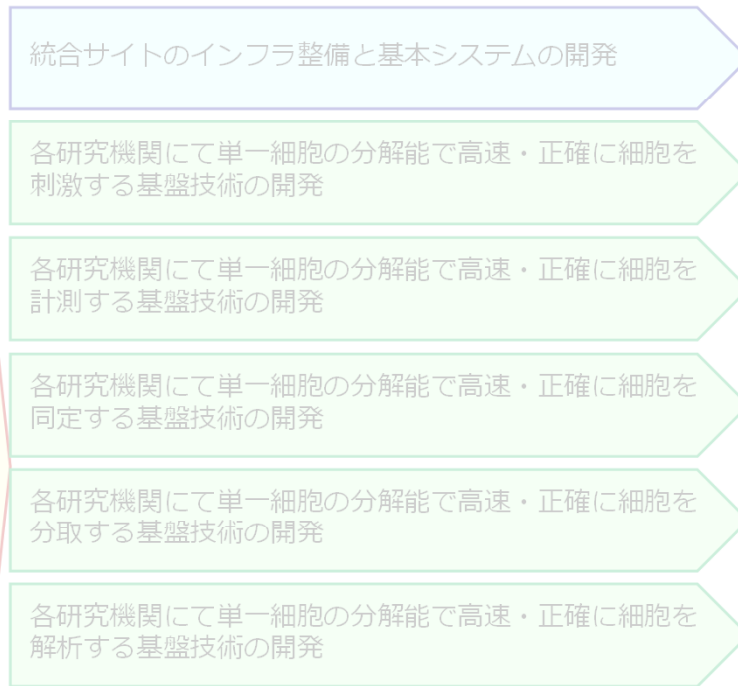 統合サイトのインフラ整備と基本システムの開発
各研究機関にて単一細胞の分解能で高速・正確に細胞を
刺激する基盤技術の開発
各研究機関にて単一細胞の分解能で高速・正確に細胞を
計測する基盤技術の開発
各研究機関にて単一細胞の分解能で高速・正確に細胞を
同定する基盤技術の開発
各研究機関にて単一細胞の分解能で高速・正確に細胞を
分取する基盤技術の開発
各研究機関にて単一細胞の分解能で高速・正確に細胞を
解析する基盤技術の開発